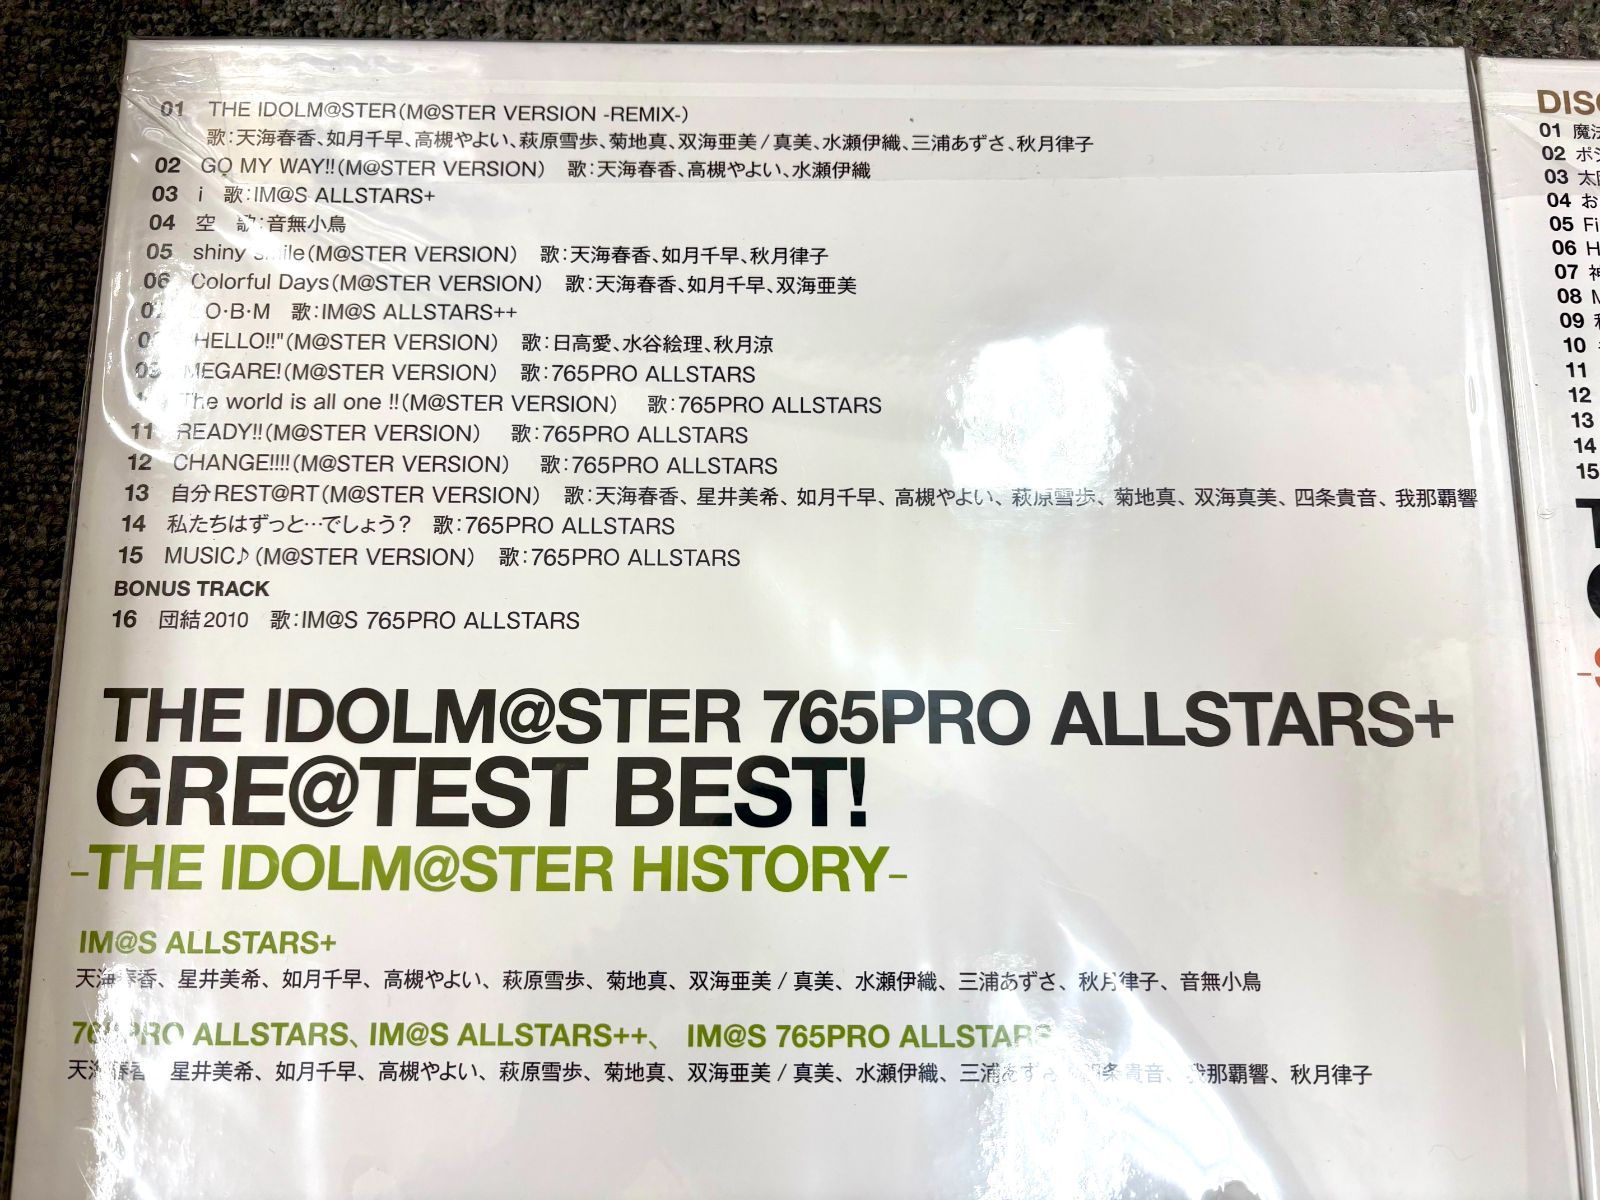 01 THE IDOLM@STER(M@STER VERSION -REMIX-)
歌:天海春香、如月千早、高槻やよい、萩原雪歩、菊地真、双海亜美/真美、水瀬伊織、三浦あずさ、秋月律子
02 GO MY WAY!!(M@STER VERSION) 歌:天海春香、高槻やよい、水瀬伊織
03 i 歌:IM@S ALLSTARS+
04 空 歌:音無小鳥
05 shiny smile(M@STER VERSION) 歌:天海春香、如月千早、秋月律子
06 Colorful Days(M@STER VERSION) 歌:天海春香、如月千早、双海亜美
O・B・M 歌:IM@S ALLSTARS++
"HELLO!!"(M@STER VERSION) 歌:日高愛、水谷絵理、秋月涼
09 MEGARE!(M@STER VERSION) 歌:765PRO ALLSTARS
The world is all one !!(M@STER VERSION) 歌:765PRO ALLSTARS
11 READY!!(M@STER VERSION) 歌:765PRO ALLSTARS
12 CHANGE!!!!(M@STER VERSION) 歌:765PRO ALLSTARS
13 自分REST@RT(M@STER VERSION) 歌:天海春香、星井美希、如月千早、高槻やよい、萩原雪歩、菊地真、双海真美、四条貴音、我那覇響
14 私たちはずっと…でしょう? 歌:765PRO ALLSTARS
15 MUSIC♪(M@STER VERSION) 歌:765PRO ALLSTARS
BONUS TRACK
16 団結2010 歌:IM@S 765PRO ALLSTARS
THE IDOLM@STER 765PRO ALLSTARS+
GRE@TEST BEST!
-THE IDOLM@STER HISTORY-
IM@S ALLSTARS+
天海春香、星井美希、如月千早、高槻やよい、萩原雪歩、菊地真、双海亜美/真美、水瀬伊織、三浦あずさ、秋月律子、音無小鳥
765PRO ALLSTARS、IM@S ALLSTARS++、IM@S 765PRO ALLSTARS
天海春香、星井美希、如月千早、高槻やよい、萩原雪歩、菊地真、双海亜美/真美、水瀬伊織、三浦あずさ、四条貴音、我那覇響、秋月律子
01
02
03
04
05
06
07
08
09
10
11
12
13
14
15